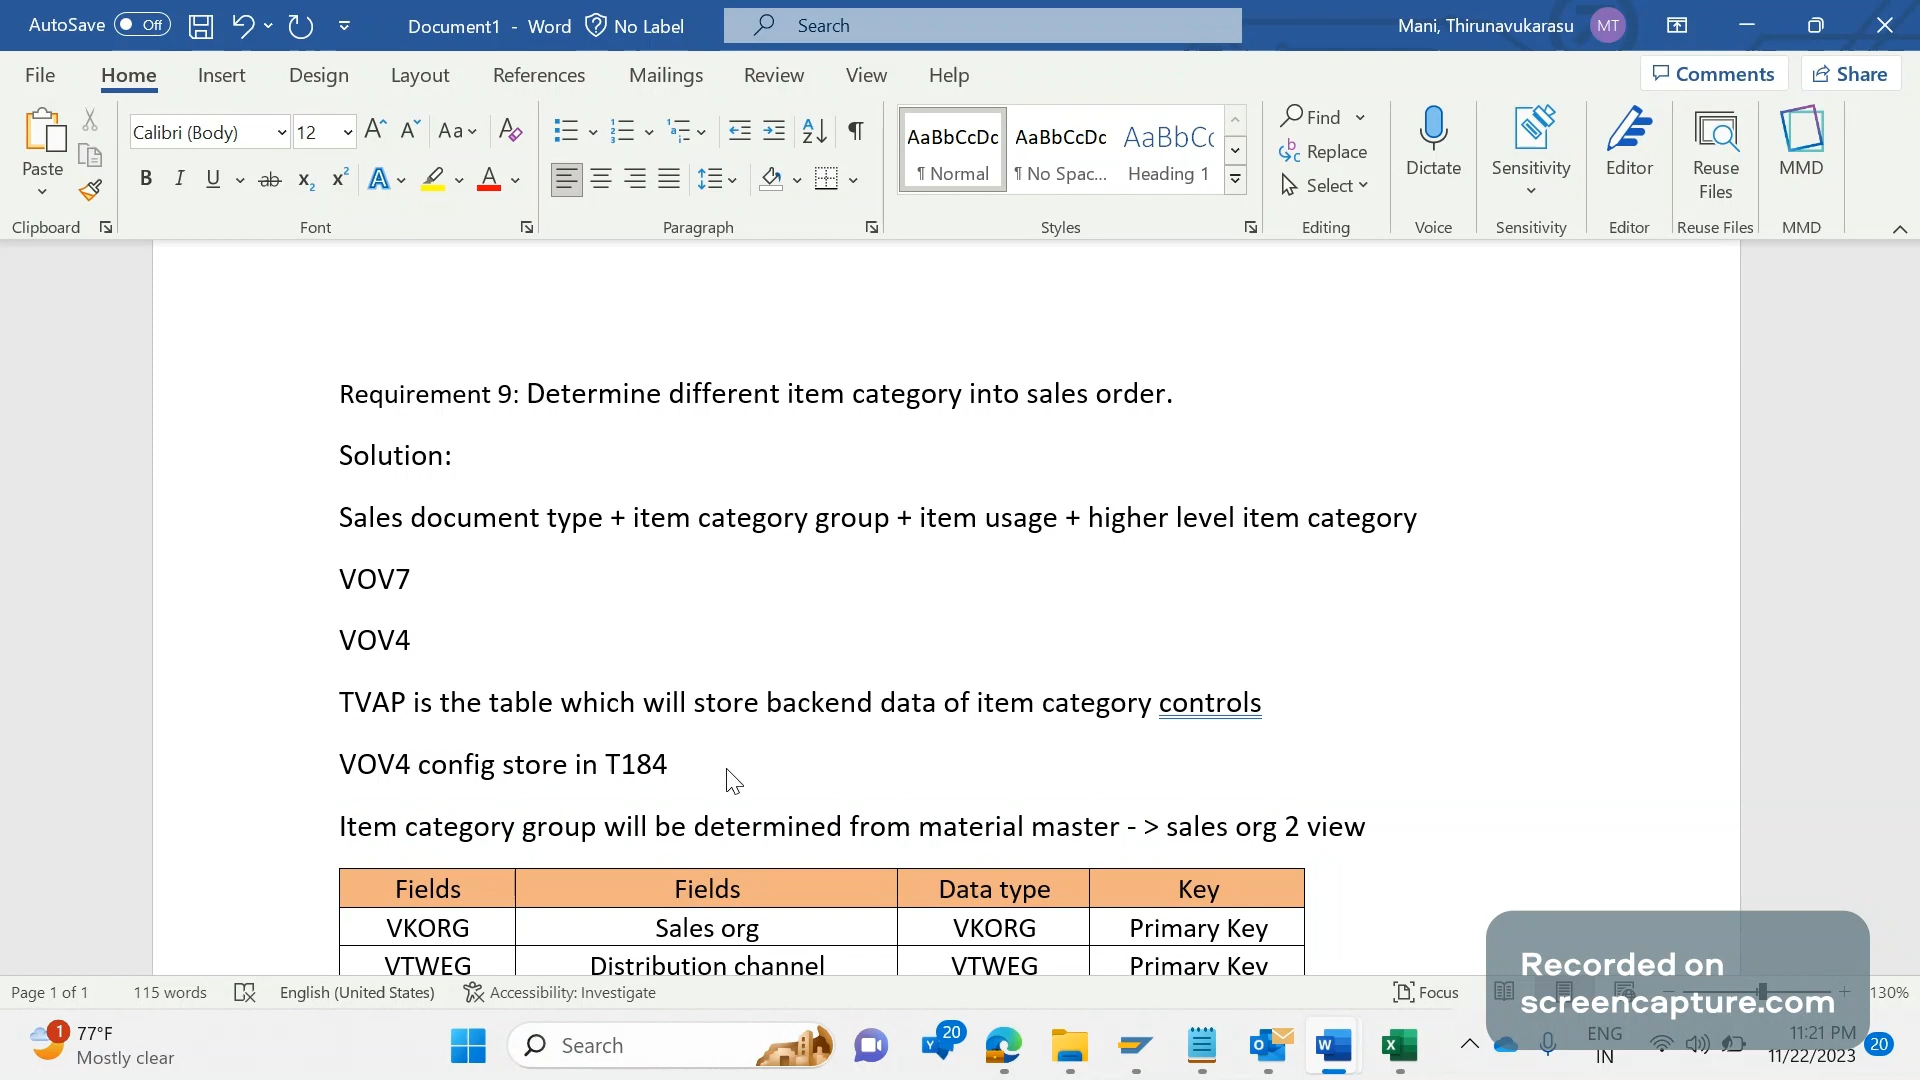 AutoSave Off Document1 - Word No Label Search Mani, Thirunavukarasu MT
File Home Insert Design Layout References Mailings Review View Help Comments Share
Paste Calibri (Body) 12 Aa AaBbCcDc AaBbCcDc AaBbCc Find Replace Select Dictate Sensitivity Editor Reuse Files MMD
¶ Normal ¶ No Spac... Heading 1
Clipboard Font Paragraph Styles Editing Voice Sensitivity Editor Reuse Files MMD
Requirement 9: Determine different item category into sales order.
Solution:
Sales document type + item category group + item usage + higher level item category
VOV7
VOV4
TVAP is the table which will store backend data of item category controls
VOV4 config store in T184
Item category group will be determined from material master - > sales org 2 view
Fields Fields Data type Key
VKORG Sales org VKORG Primary Key
VTWEG Distribution channel VTWEG Primary Key
Recorded on
screencapture.com
Page 1 of 1 115 words English (United States) Accessibility: Investigate Focus 130%
1 77°F
Mostly clear
Search 20 ENG
IN
11:21 PM
11/22/2023 20